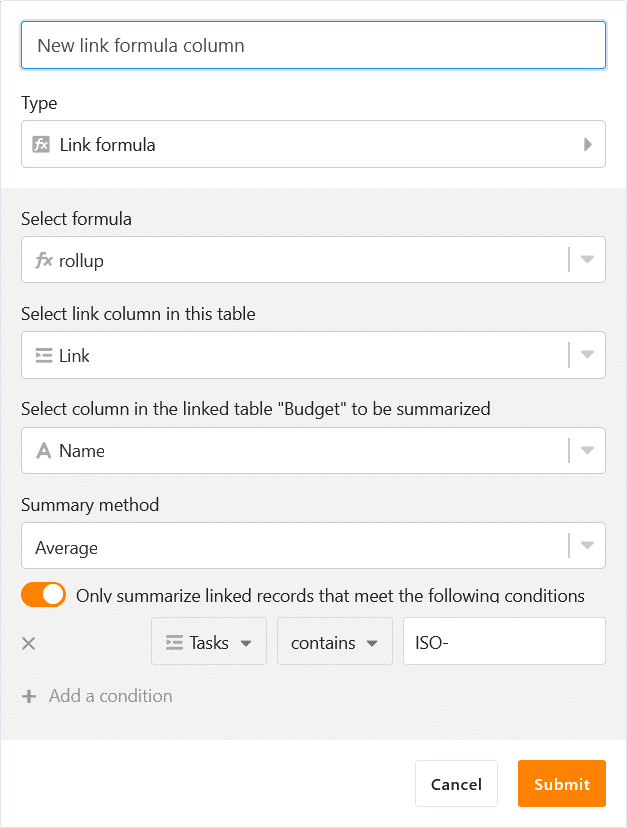 New link formula column
Type
fx Link formula
Select formula
fx rollup
Select link column in this table
Link
Select column in the linked table "Budget" to be summarized
A Name
Summary method
Average
Only summarize linked records that meet the following conditions
Tasks contains ISO-
Add a condition
Cancel Submit